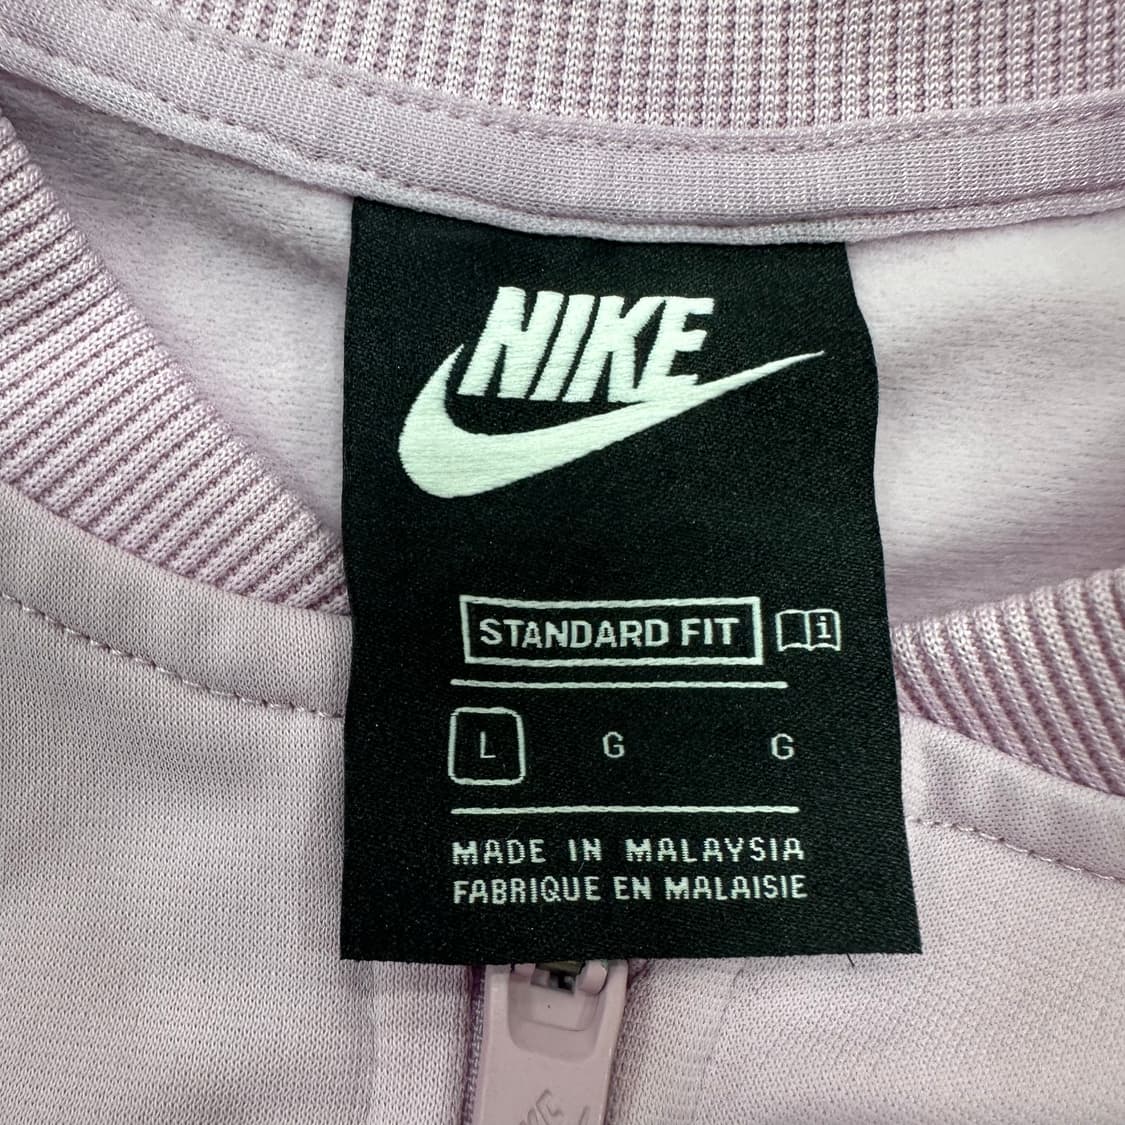 NIKE
STANDARD FIT i
L G G
MADE IN MALAYSIA
FABRIQUE EN MALAISIE